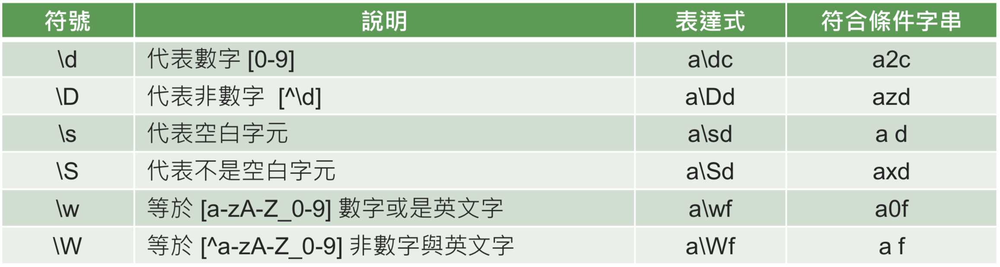 符號 說明 表達式 符合條件字串
\d 代表數字 [0-9] a\dc a2c
\D 代表非數字 [^\d] a\Dd azd
\s 代表空白字元 a\sd a d
\S 代表不是空白字元 a\Sd axd
\w 等於 [a-zA-Z_0-9] 數字或是英文字 a\wf a0f
\W 等於 [^a-zA-Z_0-9] 非數字與英文字 a\Wf a f